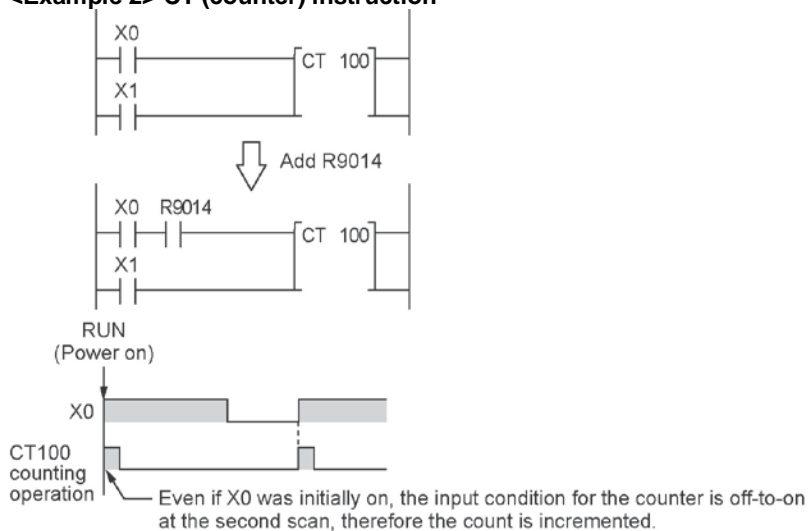 <Example 2> CT (counter) instruction
X0
CT 100
X1
Add R9014
X0 R9014
CT 100
X1
RUN
(Power on)
X0
CT100
counting
operation
Even if X0 was initially on, the input condition for the counter is off-to-on
at the second scan, therefore the count is incremented.